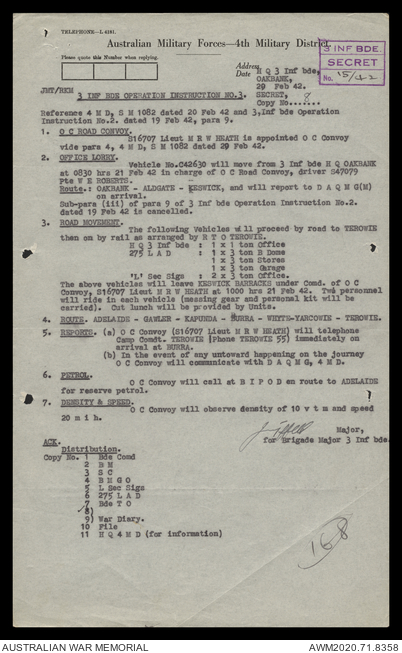 TELEPHONE—L.4291.
Australian Military Forces—4th Military District
Please quote this Number when replying.
Address H Q 3 Inf bde,
Date OAKBANK,
29 Feb 42.
SECRET,
Copy No....... 9
3 INF BDE.
SECRET
No. 15/42
JMT/HEM
3 INF BDE OPERATION INSTRUCTION NO.3.
Reference 4 M D, S M 1082 dated 20 Feb 42 and 3,Inf bde Operation
Instruction No.2. dated 19 Feb 42, para 9.
1. O C ROAD CONVOY.
S16707 Lieut M R W HEATH is appointed O C Convoy
vide para 4, 4 M D, S M 1082 dated 20 Feb 42.
2. OFFICE LORRY.
Vehicle No.C42630 will move from 3 Inf bde H Q OAKBANK
at 0830 hrs 21 Feb 42 in charge of O C Road Convoy, driver S47079
Pte W E ROBERTS.
Route.: OAKBANK - ALDGATE - KESWICK, and will report to D A Q M G(M)
on arrival.
Sub-para (iii) of para 9 of 3 Inf bde Operation Instruction No.2.
dated 19 Feb 42 is cancelled.
3. ROAD MOVEMENT.
The following Vehicles will proceed by road to TEROWIE
than on by rail as arranged by R T O TEROWIE.
H Q 3 Inf bde : 1 x 1 ton Office
275 L A D : 1 x 3 ton B Dome
1 x 3 ton Stores
1 x 3 ton Garage
'L' Sec Sigs : 2 x 3 ton Office.
The above vehicles will leave KESWICK BARRACKS under Comd. of O C
Convoy, S16707 Lieut M R W HEATH at 1000 hrs 21 Feb 42. Two personnel
will ride in each vehicle (messing gear and personal kit will be
carried). Cut lunch will be provided by Units.
4. ROUTE. ADELAIDE - GAWLER - KAPUNDA - BURRA - WHYTE-YARCOWIE - TEROWIE.
5. REPORTS. (a) O C Convoy (S16707 Lieut M R W HEATH) will telephone
Camp Comdt. TEROWIE (Phone TEROWIE 55) immediately on
arrival at BURRA.
(b) In the event of any untoward happening on the journey
O C Convoy will communicate with D A Q M G, 4 M D.
6. PETROL.
O C Convoy will call at B I P O D en route to ADELAIDE
for reserve petrol.
7. DENSITY & SPEED.
O C Convoy will observe density of 10 v t m and speed
20 m i h.
Major,
for Brigade Major 3 Inf bde.
ACK.
Distribution.
Copy No. 1 Bde Comd
2 B M
3 S C
4 B M G O
5 L Sec Sigs
6 275 L A D
7 Bde T O
8)
9) War Diary.
10 File
11 H Q 4 M D (for information)
168
AUSTRALIAN WAR MEMORIAL
AWM2020.71.8358